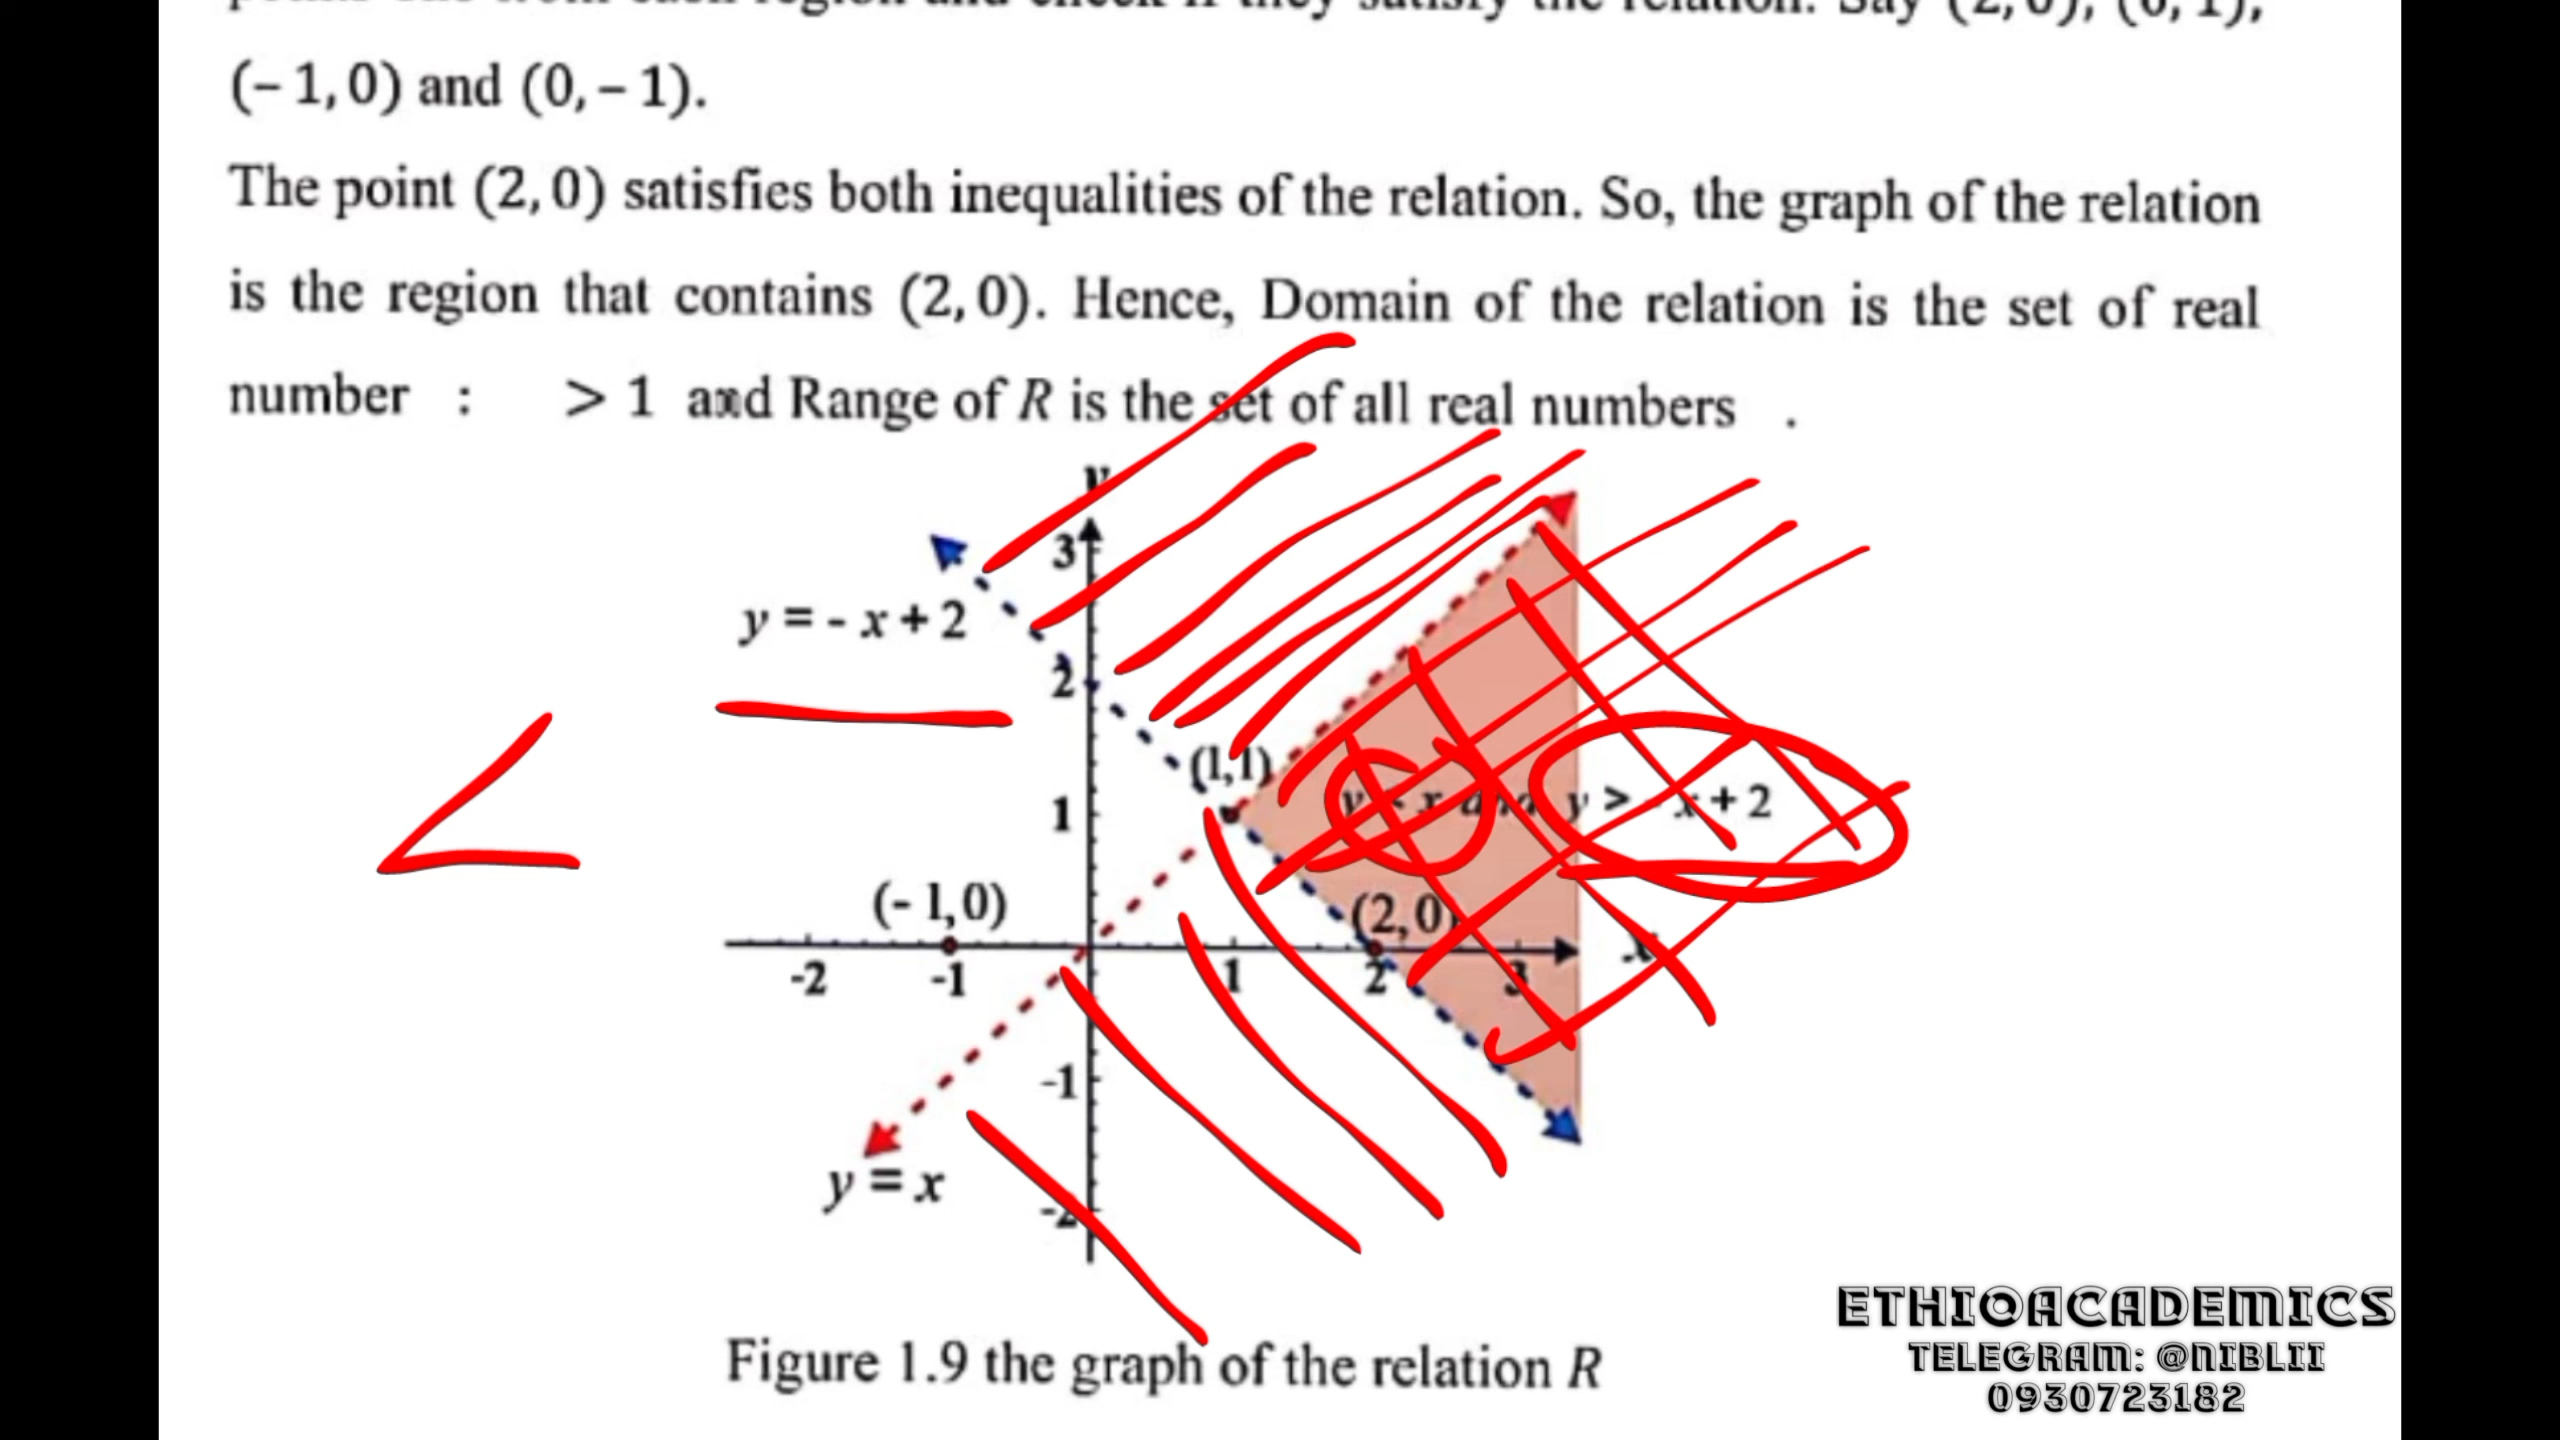 (– 1, 0) and (0, – 1).
The point (2, 0) satisfies both inequalities of the relation. So, the graph of the relation
is the region that contains (2, 0). Hence, Domain of the relation is the set of real
number : > 1 and Range of R is the set of all real numbers .
y
3
y = - x + 2
2
(1,1)
1
y < x and y > - x + 2
(- 1,0)
(2,0)
x
-2 -1 1 2 3
-1
y = x
-2
Figure 1.9 the graph of the relation R
ETHIOACADEMICS
TELEGRAM: @NIBLII
0930723182